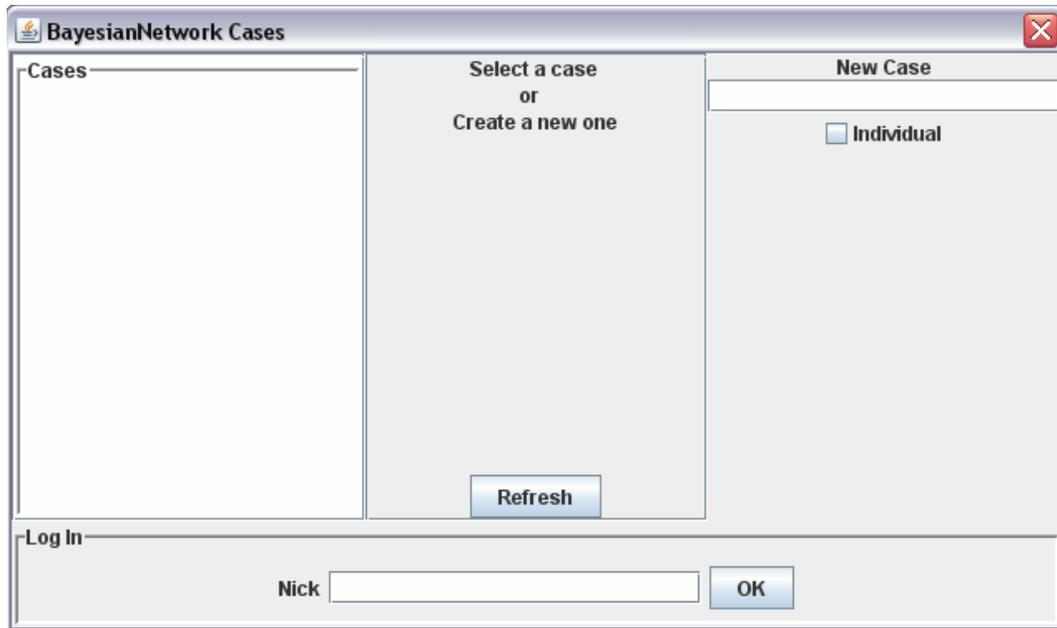 BayesianNetwork Cases
Cases
Select a case
or
Create a new one
Refresh
New Case
Individual
Log In
Nick
OK